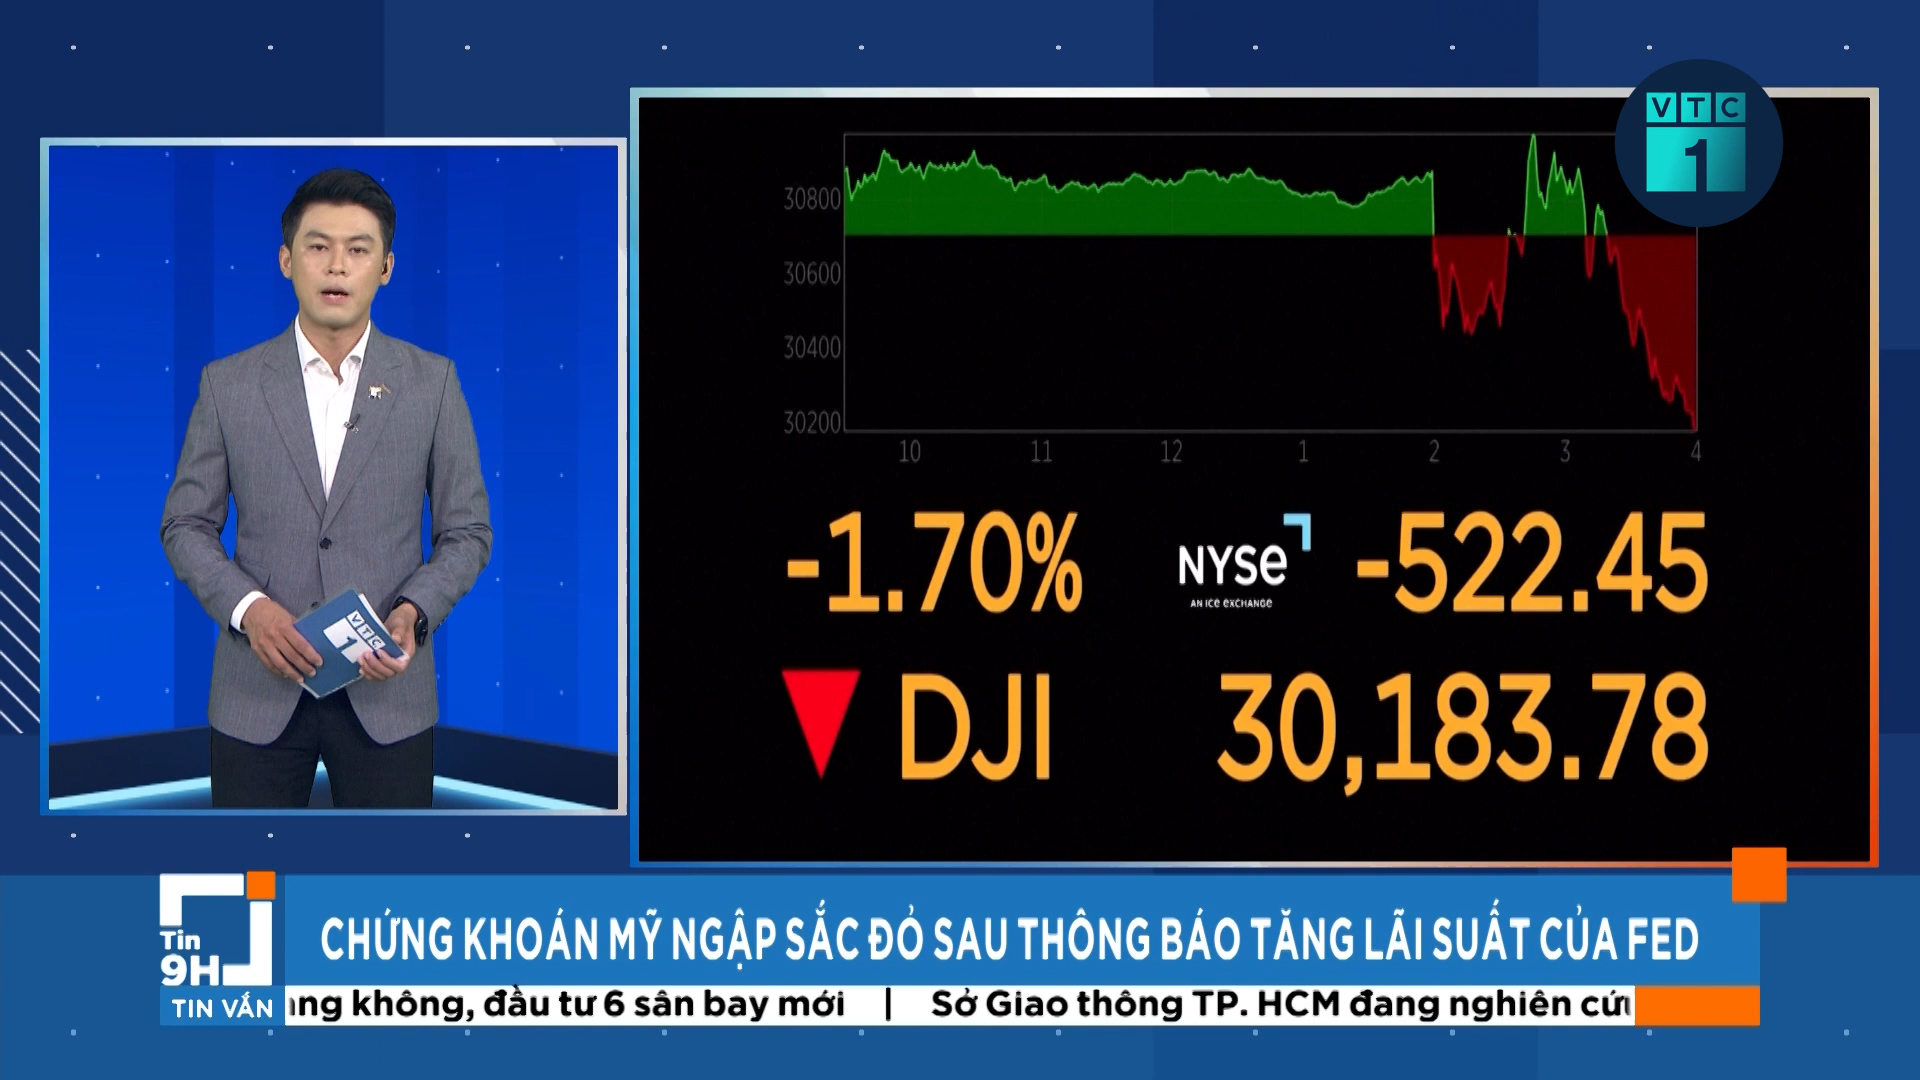 VTC
1
30800
30600
30400
30200
10 11 12 1 2 3 4
-1.70% NYSE -522.45
AN ICE EXCHANGE
DJI 30,183.78
VTC
1
CHỨNG KHOÁN MỸ NGẬP SẮC ĐỎ SAU THÔNG BÁO TĂNG LÃI SUẤT CỦA FED
Tin
9H
TIN VẮN
không, đầu tư 6 sân bay mới | Sở Giao thông TP. HCM đang nghiên